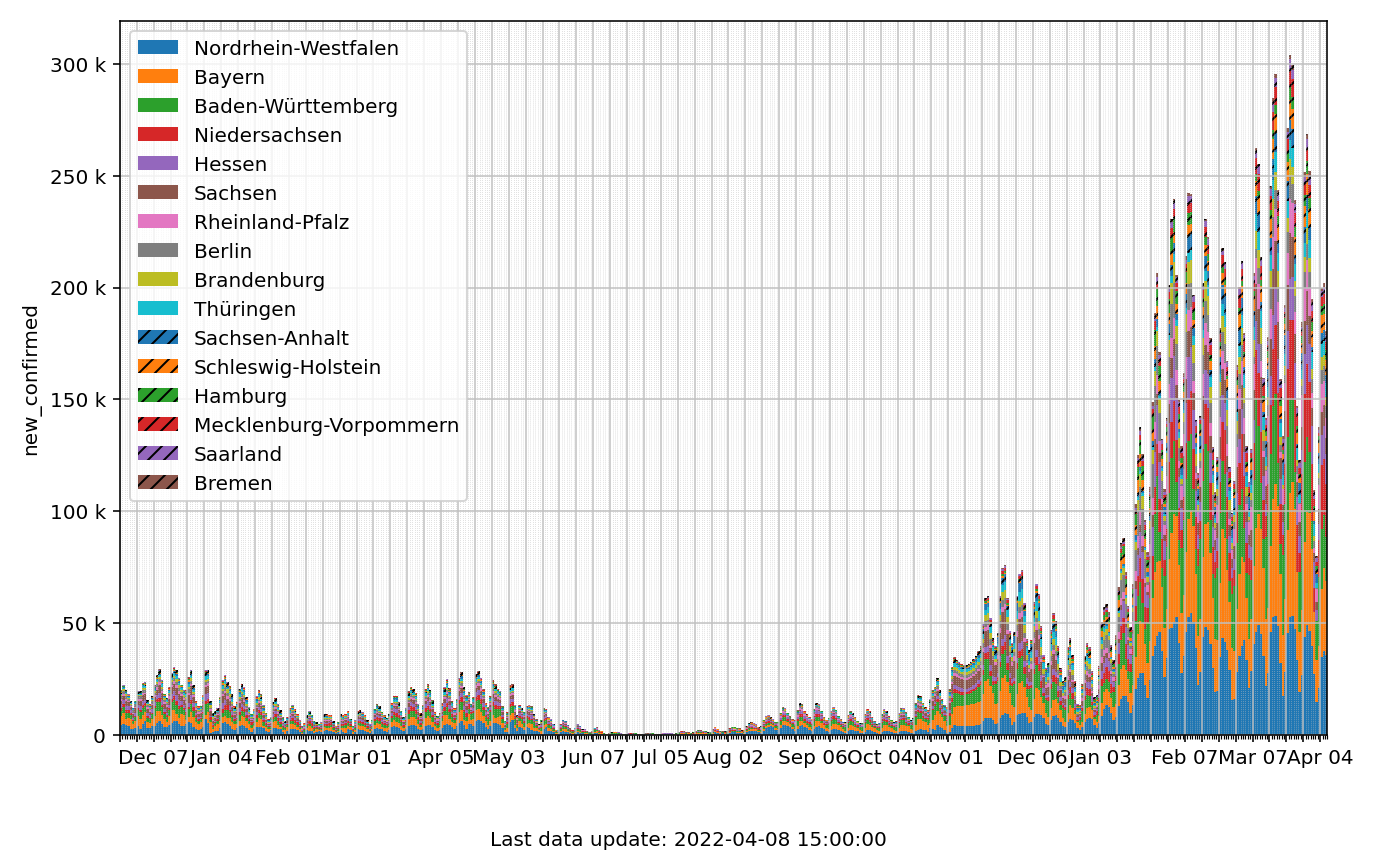 300 k
250 k
200 k
150 k
100 k
50 k
0
new_confirmed
Nordrhein-Westfalen
Bayern
Baden-Württemberg
Niedersachsen
Hessen
Sachsen
Rheinland-Pfalz
Berlin
Brandenburg
Thüringen
Sachsen-Anhalt
Schleswig-Holstein
Hamburg
Mecklenburg-Vorpommern
Saarland
Bremen
Dec 07 Jan 04 Feb 01 Mar 01 Apr 05 May 03 Jun 07 Jul 05 Aug 02 Sep 06 Oct 04 Nov 01 Dec 06 Jan 03 Feb 07 Mar 07 Apr 04
Last data update: 2022-04-08 15:00:00